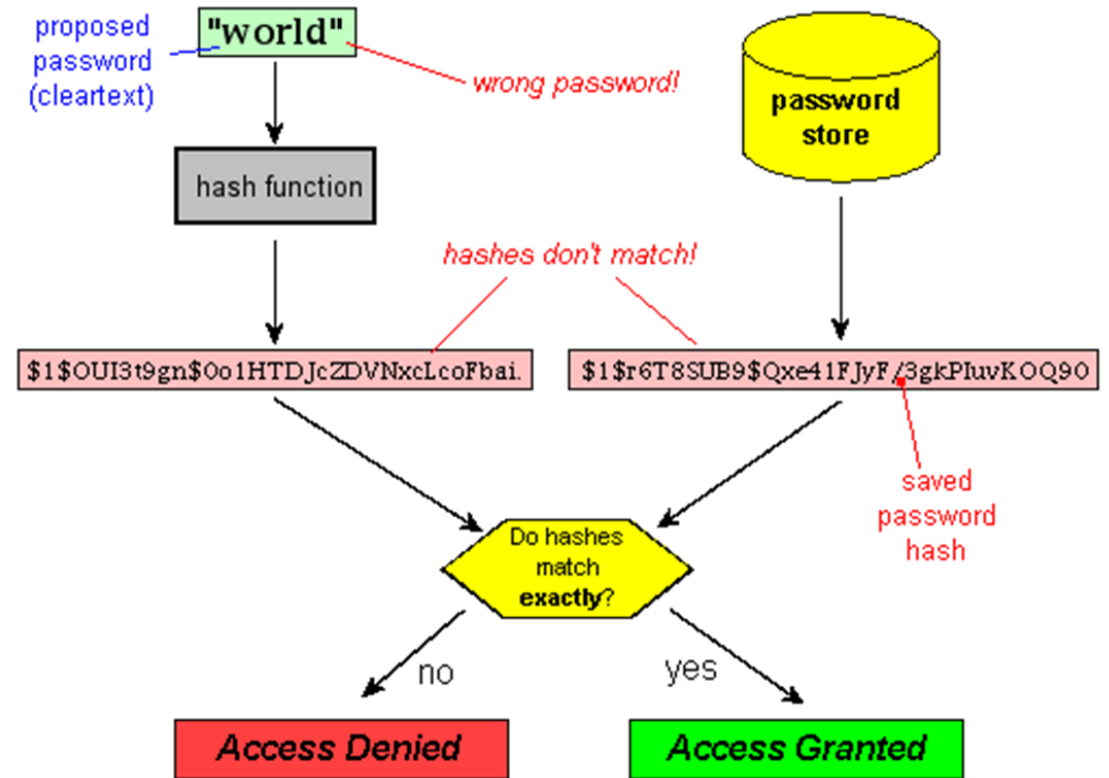 proposed
password
(cleartext)
"world"
wrong password!
password
store
hash function
hashes don't match!
$1$OUI3t9gn$0o1HTDJcZDVNxcLcoFbai.
$1$r6T8SUB9$Qxe41FJyF/3gkPIuvKOQ90
saved
password
hash
Do hashes
match
exactly?
no
yes
Access Denied
Access Granted